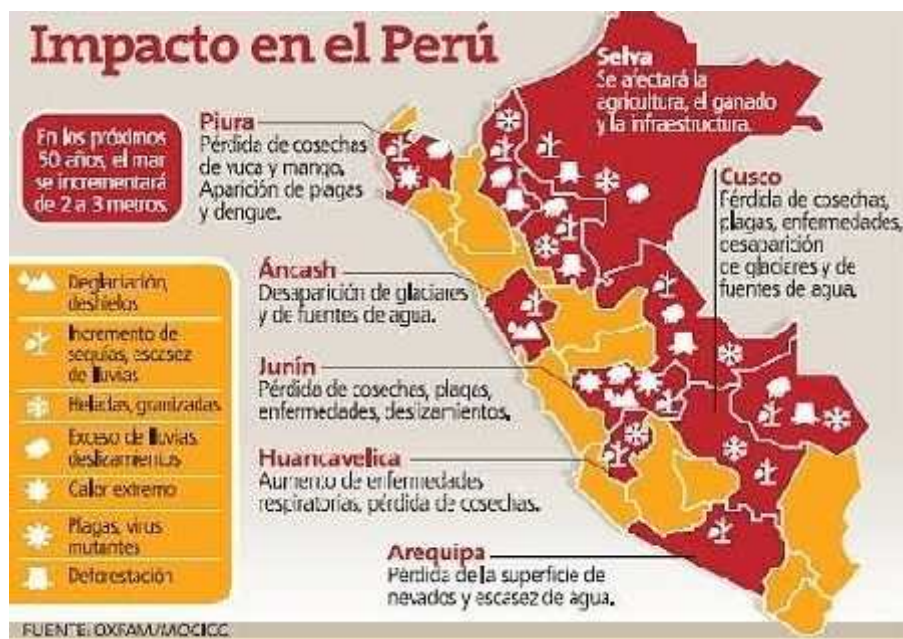 Impacto en el Perú
En los próximos
50 años, el mar
se incrementará
de 2 a 3 metros.
Piura
Pérdida de cosechas
de yuca y mango.
Aparición de plagas
y dengue.
Selva
Se afectará la
agricultura, el ganado
y la infraestructura.
Cusco
Pérdida de cosechas,
plagas, enfermedades,
desaparición
de glaciares y de
fuentes de agua.
Áncash
Desaparición de glaciares
y de fuentes de agua.
Junín
Pérdida de cosechas, plagas,
enfermedades, deslizamientos.
Huancavelica
Aumento de enfermedades
respiratorias, pérdida de cosechas.
Arequipa
Pérdida de la superficie de
nevados y escasez de agua.
Deglaciación,
deshielos
Incremento de
sequías, escasez
de lluvias
Heladas, granizadas
Exceso de lluvias,
deslizamientos
Calor extremo
Plagas, virus
mutantes
Deforestación
FUENTE: OXFAM/MOCICC